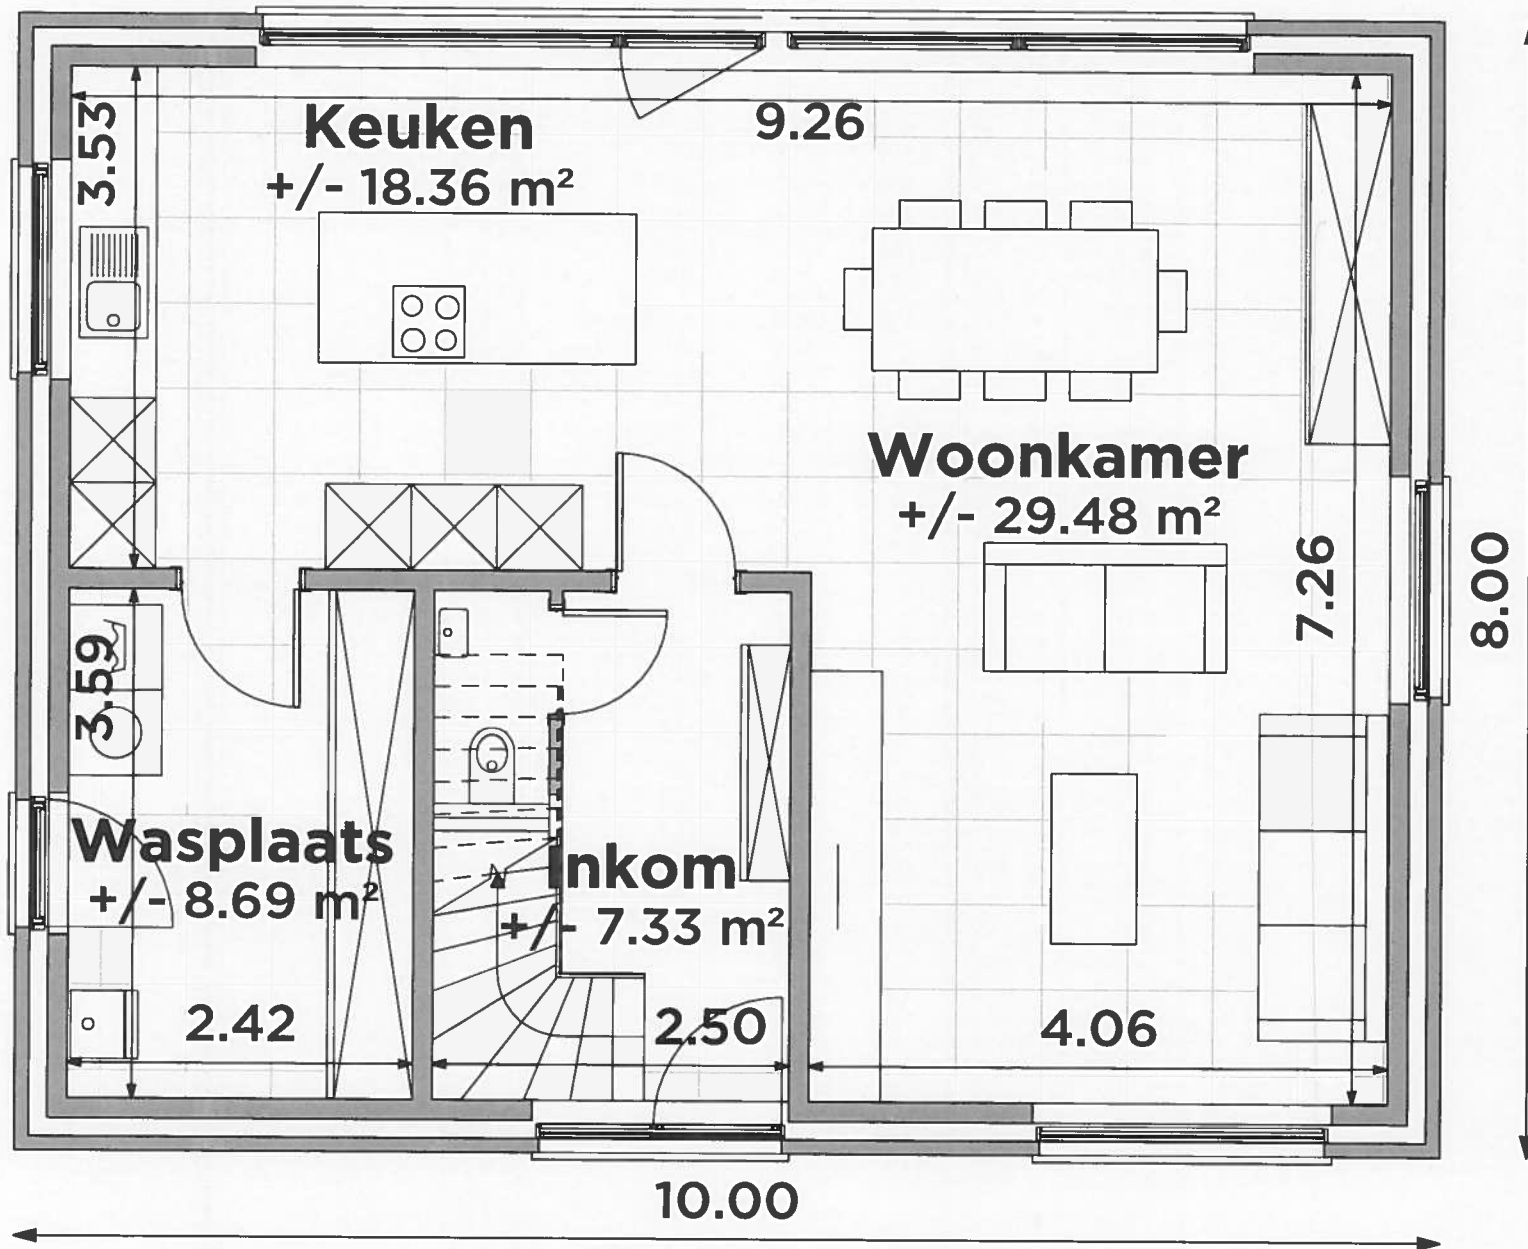 3.53
Keuken
+/- 18.36 m²
9.26
Woonkamer
+/- 29.48 m²
7.26
8.00
3.59
Wasplaats
+/- 8.69 m²
nkom
+/- 7.33 m²
2.42
2.50
4.06
10.00